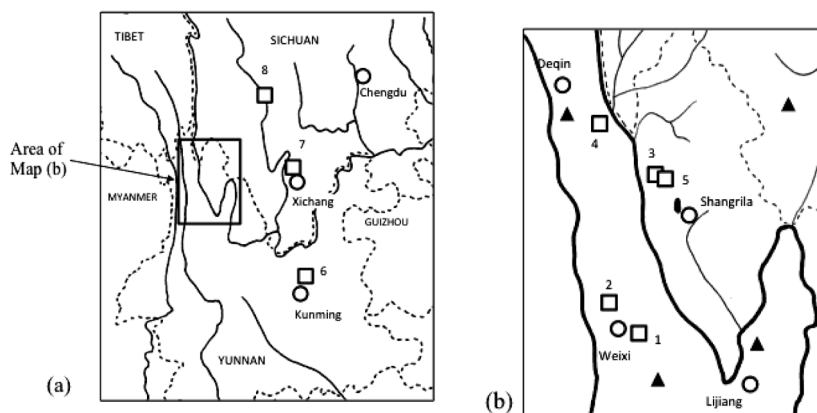 TIBET
SICHUAN
8
Chengdu
Area of
Map (b)
7
MYANMER
Xichang
GUIZHOU
6
Kunming
YUNNAN
(a)
Deqin
4
3
5
Shangrila
2
1
Weixi
Lijiang
(b)